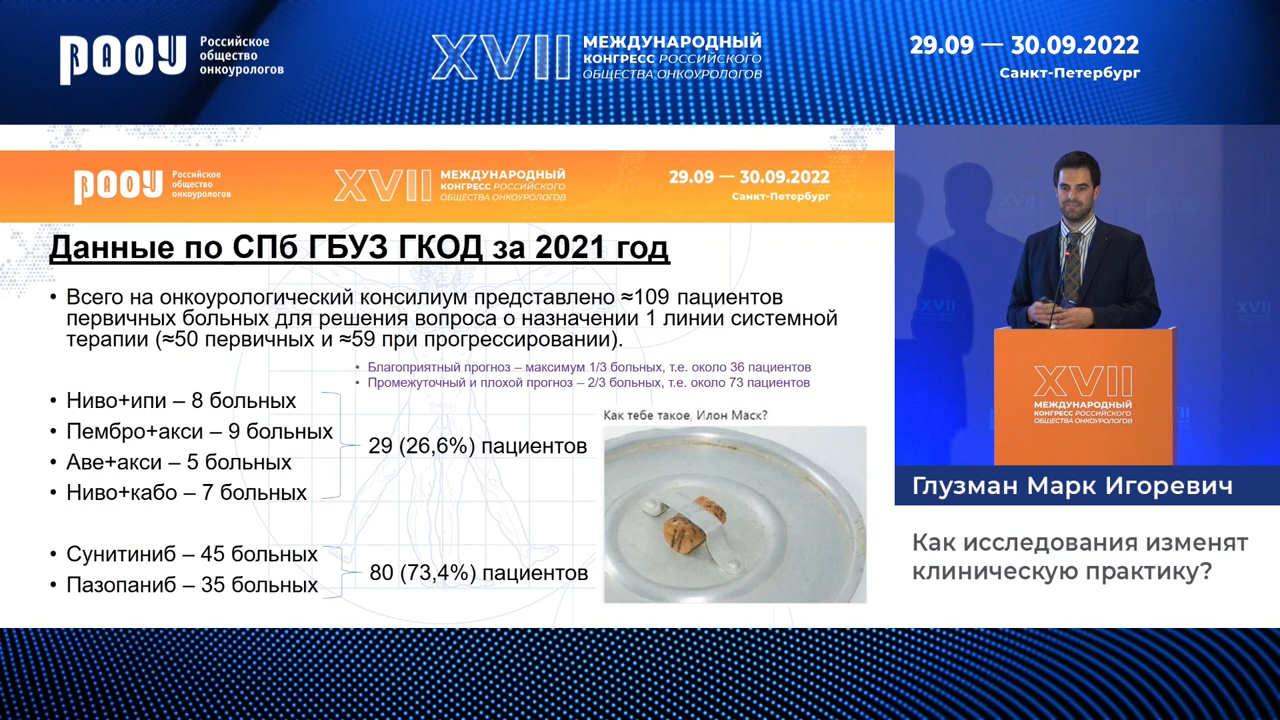 РООУ
Российское
общество
онкоурологов
XVII
МЕЖДУНАРОДНЫЙ
КОНГРЕСС РОССИЙСКОГО
ОБЩЕСТВА ОНКОУРОЛОГОВ
29.09 — 30.09.2022
Санкт-Петербург
РООУ
Российское
общество
онкоурологов
XVII
МЕЖДУНАРОДНЫЙ
КОНГРЕСС РОССИЙСКОГО
ОБЩЕСТВА ОНКОУРОЛОГОВ
29.09 — 30.09.2022
Санкт-Петербург
Данные по СПб ГБУЗ ГКОД за 2021 год
• Всего на онкоурологический консилиум представлено ≈109 пациентов
первичных больных для решения вопроса о назначении 1 линии системной
терапии (≈50 первичных и ≈59 при прогрессировании).
• Благоприятный прогноз – максимум 1/3 больных, т.е. около 36 пациентов
• Промежуточный и плохой прогноз – 2/3 больных, т.е. около 73 пациентов
• Ниво+ипи – 8 больных
• Пембро+акси – 9 больных
• Аве+акси – 5 больных
• Ниво+кабо – 7 больных
29 (26,6%) пациентов
• Сунитиниб – 45 больных
• Пазопаниб – 35 больных
80 (73,4%) пациентов
Как тебе такое, Илон Маск?
XVII
МЕЖДУНАРОДНЫЙ
КОНГРЕСС РОССИЙСКОГО
ОБЩЕСТВА ОНКОУРОЛОГОВ
Глузман Марк Игоревич
Как исследования изменят
клиническую практику?